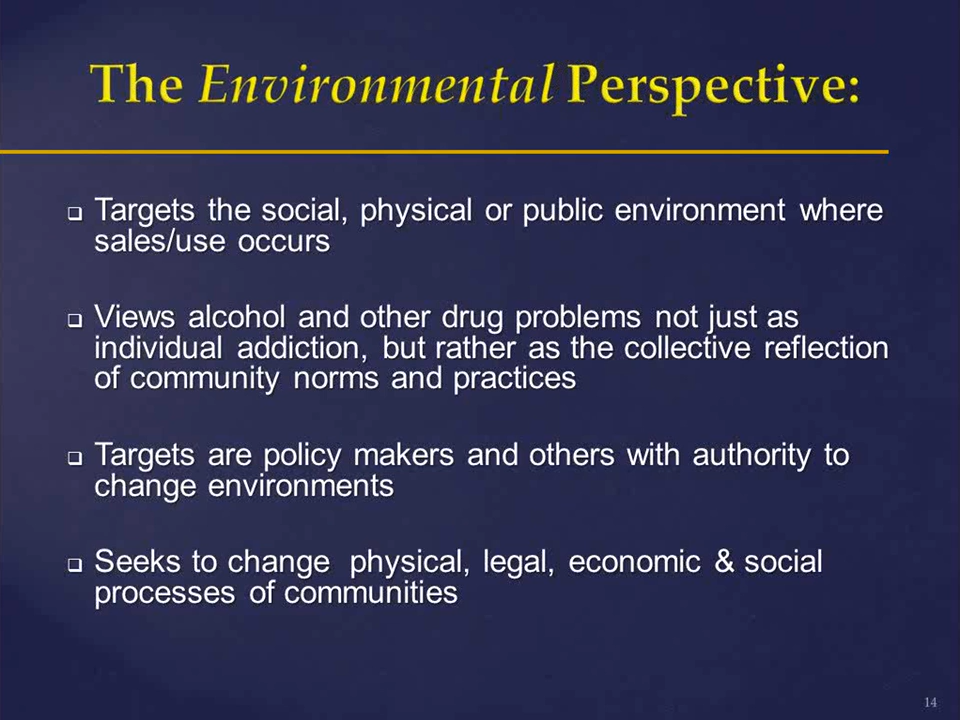 The Environmental Perspective:
Targets the social, physical or public environment where
sales/use occurs
Views alcohol and other drug problems not just as
individual addiction, but rather as the collective reflection
of community norms and practices
Targets are policy makers and others with authority to
change environments
Seeks to change  physical, legal, economic & social
processes of communities
14